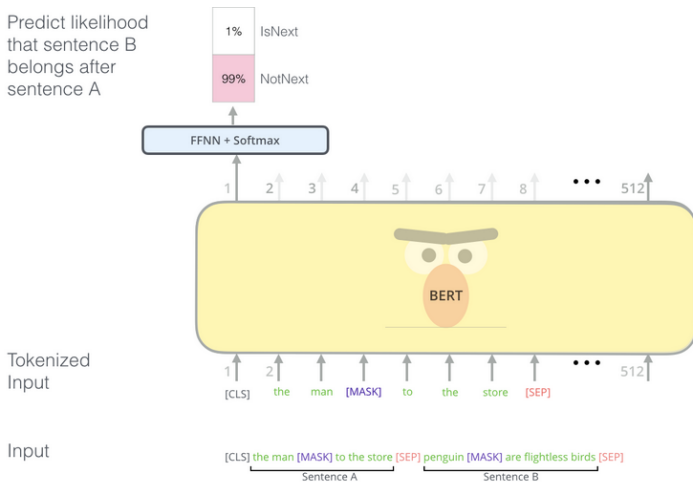 Predict likelihood
that sentence B
belongs after
sentence A
1% IsNext
99% NotNext
FFNN + Softmax
1 2 3 4 5 6 7 8 ••• 512
BERT
Tokenized
Input
1 2 ••• 512
[CLS] the man [MASK] to the store [SEP]
Input
[CLS] the man [MASK] to the store [SEP] penguin [MASK] are flightless birds [SEP]
Sentence A Sentence B